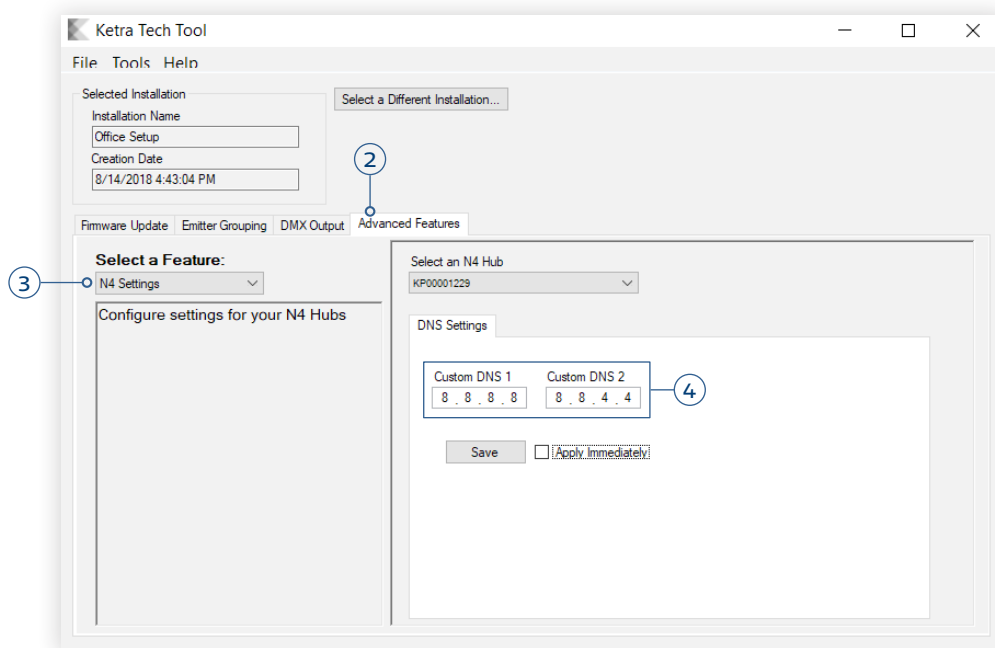 Ketra Tech Tool
File Tools Help
Selected Installation
Select a Different Installation...
Installation Name
Office Setup
Creation Date
8/14/2018 4:43:04 PM
2
Firmware Update Emitter Grouping DMX Output Advanced Features
Select a Feature:
3
N4 Settings
Configure settings for your N4 Hubs
Select an N4 Hub
KP00001229
DNS Settings
Custom DNS 1 Custom DNS 2
8 . 8 . 8 . 8 8 . 8 . 4 . 4
4
Save Apply Immediately